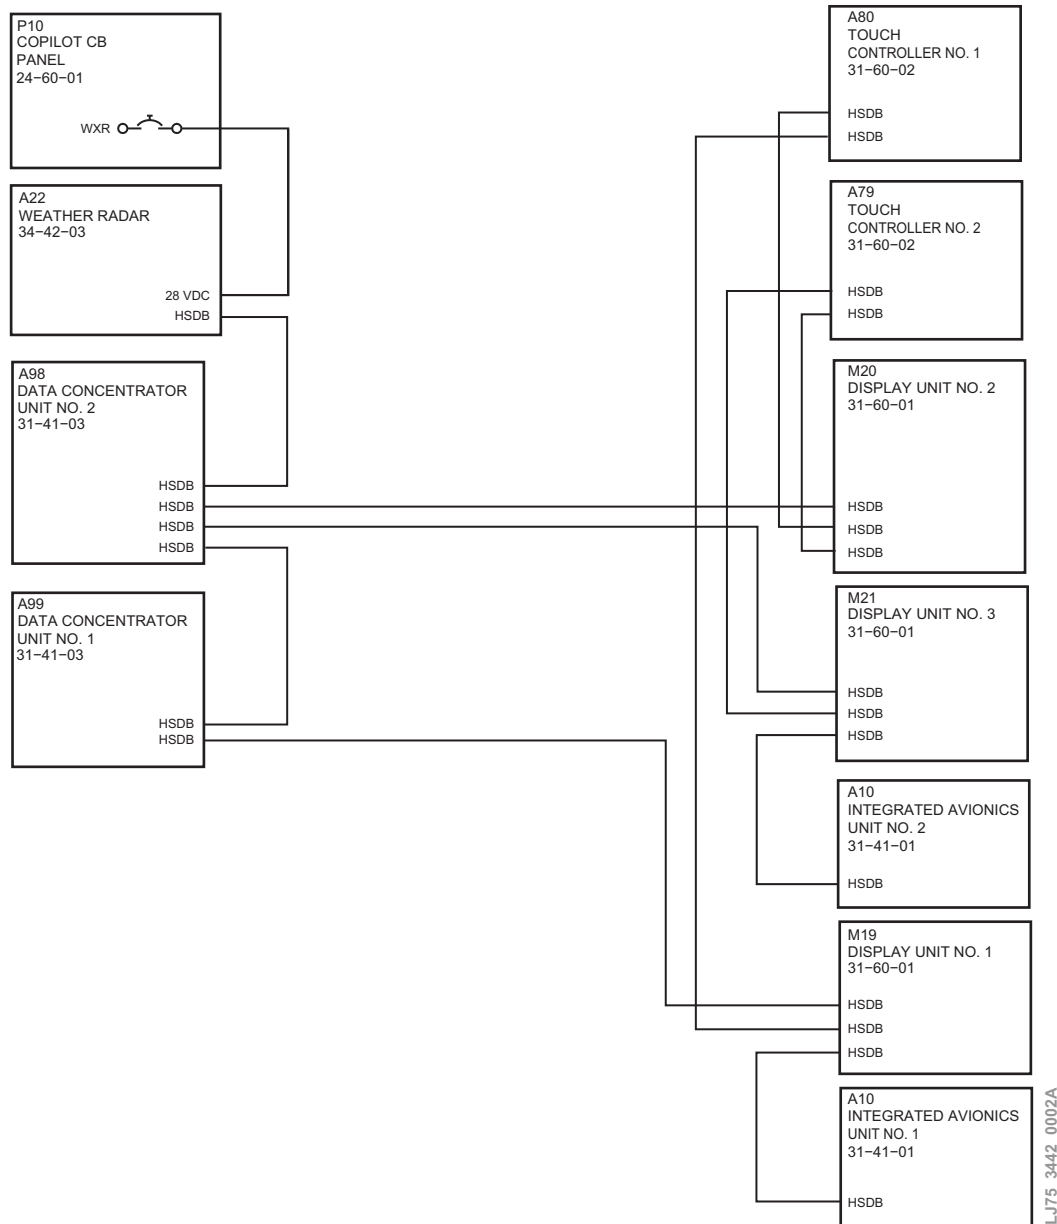 P10
COPILOT CB
PANEL
24−60−01
WXR
A22
WEATHER RADAR
34−42−03
28 VDC
HSDB
A98
DATA CONCENTRATOR
UNIT NO. 2
31−41−03
HSDB
HSDB
HSDB
HSDB
A99
DATA CONCENTRATOR
UNIT NO. 1
31−41−03
HSDB
HSDB
A80
TOUCH
CONTROLLER NO. 1
31−60−02
HSDB
HSDB
A79
TOUCH
CONTROLLER NO. 2
31−60−02
HSDB
HSDB
M20
DISPLAY UNIT NO. 2
31−60−01
HSDB
HSDB
HSDB
M21
DISPLAY UNIT NO. 3
31−60−01
HSDB
HSDB
HSDB
A10
INTEGRATED AVIONICS
UNIT NO. 2
31−41−01
HSDB
M19
DISPLAY UNIT NO. 1
31−60−01
HSDB
HSDB
HSDB
A10
INTEGRATED AVIONICS
UNIT NO. 1
31−41−01
HSDB
LJ75 3442 0002A